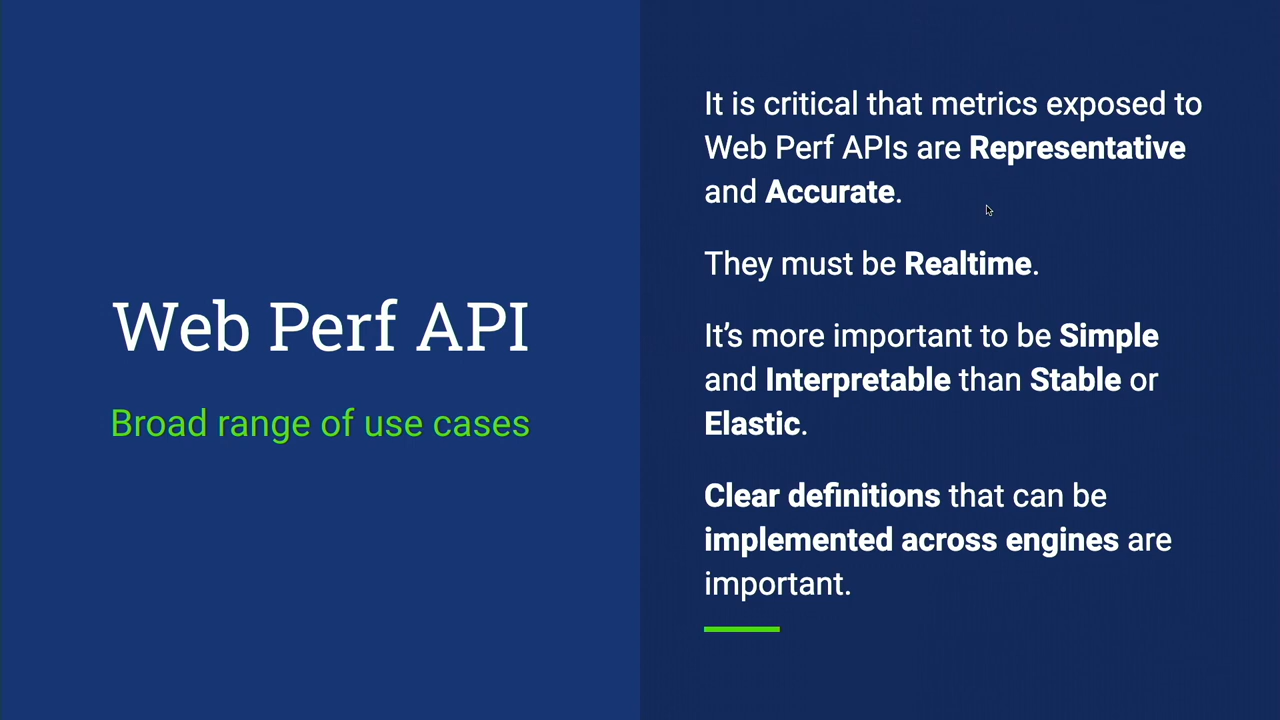 Web Perf API
Broad range of use cases
It is critical that metrics exposed to
Web Perf APIs are Representative
and Accurate.
They must be Realtime.
It’s more important to be Simple
and Interpretable than Stable or
Elastic.
Clear definitions that can be
implemented across engines are
important.